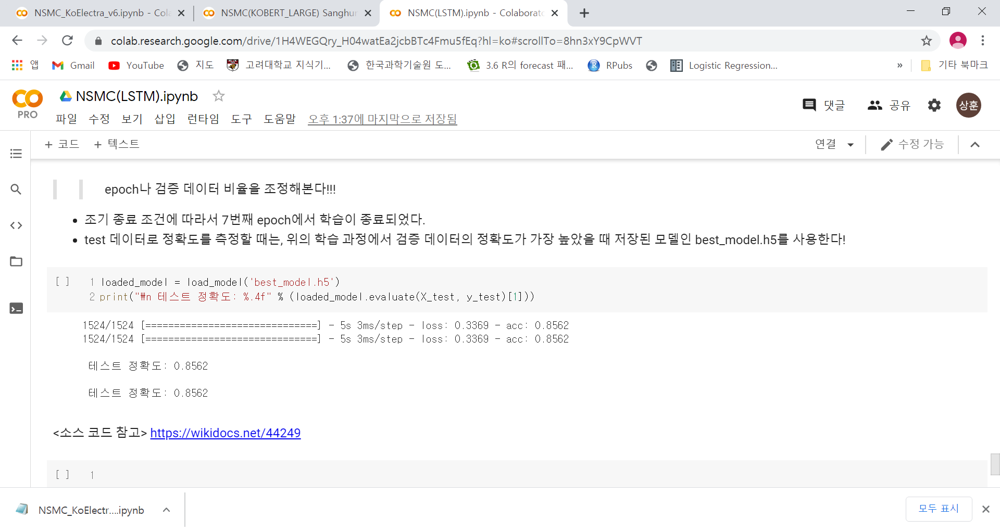 NSMC_KoElectra_v6.ipynb - Cola
NSMC(KOBERT_LARGE) Sanghun
NSMC(LSTM).ipynb - Colaborato
colab.research.google.com/drive/1H4WEGQry_H04watEa2jcbBTc4Fmu5fEq?hl=ko#scrollTo=8hn3xY9CpWVT
앱 Gmail YouTube 지도 고려대학교 지식기... 한국과학기술원 도... 3.6 R의 forecast 패... RPubs Logistic Regression... » 기타 북마크
PRO
NSMC(LSTM).ipynb
파일 수정 보기 삽입 런타임 도구 도움말 오후 1:37에 마지막으로 저장됨
댓글 공유 상훈
+ 코드 + 텍스트
연결 수정 가능
epoch나 검증 데이터 비율을 조정해본다!!!
• 조기 종료 조건에 따라서 7번째 epoch에서 학습이 종료되었다.
• test 데이터로 정확도를 측정할 때는, 위의 학습 과정에서 검증 데이터의 정확도가 가장 높았을 때 저장된 모델인 best_model.h5를 사용한다!
[ ] 1 loaded_model = load_model('best_model.h5')
2 print("₩n 테스트 정확도: %.4f" % (loaded_model.evaluate(X_test, y_test)[1]))
1524/1524 [==============================] - 5s 3ms/step - loss: 0.3369 - acc: 0.8562
1524/1524 [==============================] - 5s 3ms/step - loss: 0.3369 - acc: 0.8562
테스트 정확도: 0.8562
테스트 정확도: 0.8562
<소스 코드 참고> https://wikidocs.net/44249
[ ] 1
NSMC_KoElectr....ipynb
모두 표시